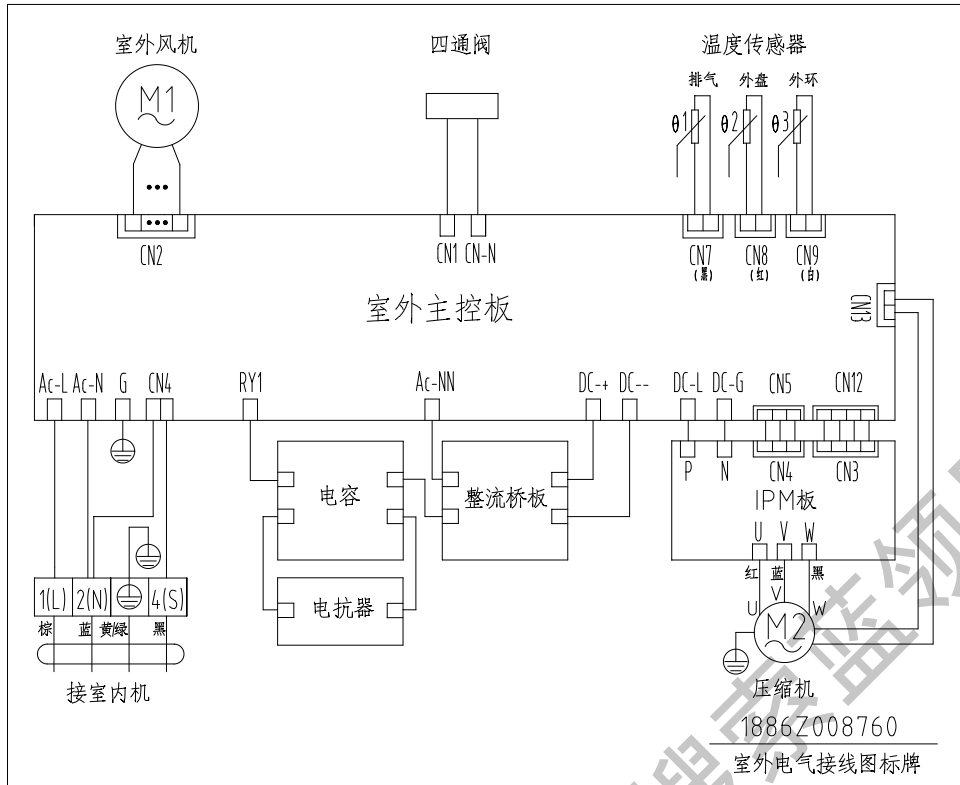 室外风机
四通阀
温度传感器
排气 外盘 外环
M1
θ1 θ2 θ3
CN2
CN1 CN-N
CN7 CN8 CN9
(黑) (红) (白)
室外主控板
CN13
Ac-L Ac-N G CN4 RY1 Ac-NN DC-+ DC-- DC-L DC-G CN5 CN12
P N CN4 CN3
电容
整流桥板
IPM板
U V W
红 蓝 黑
V
U W
M2
1(L) 2(N) 4(S)
电抗器
棕 蓝 黄绿 黑
接室内机
压缩机
1886Z008760
室外电气接线图标牌
搜索蓝领